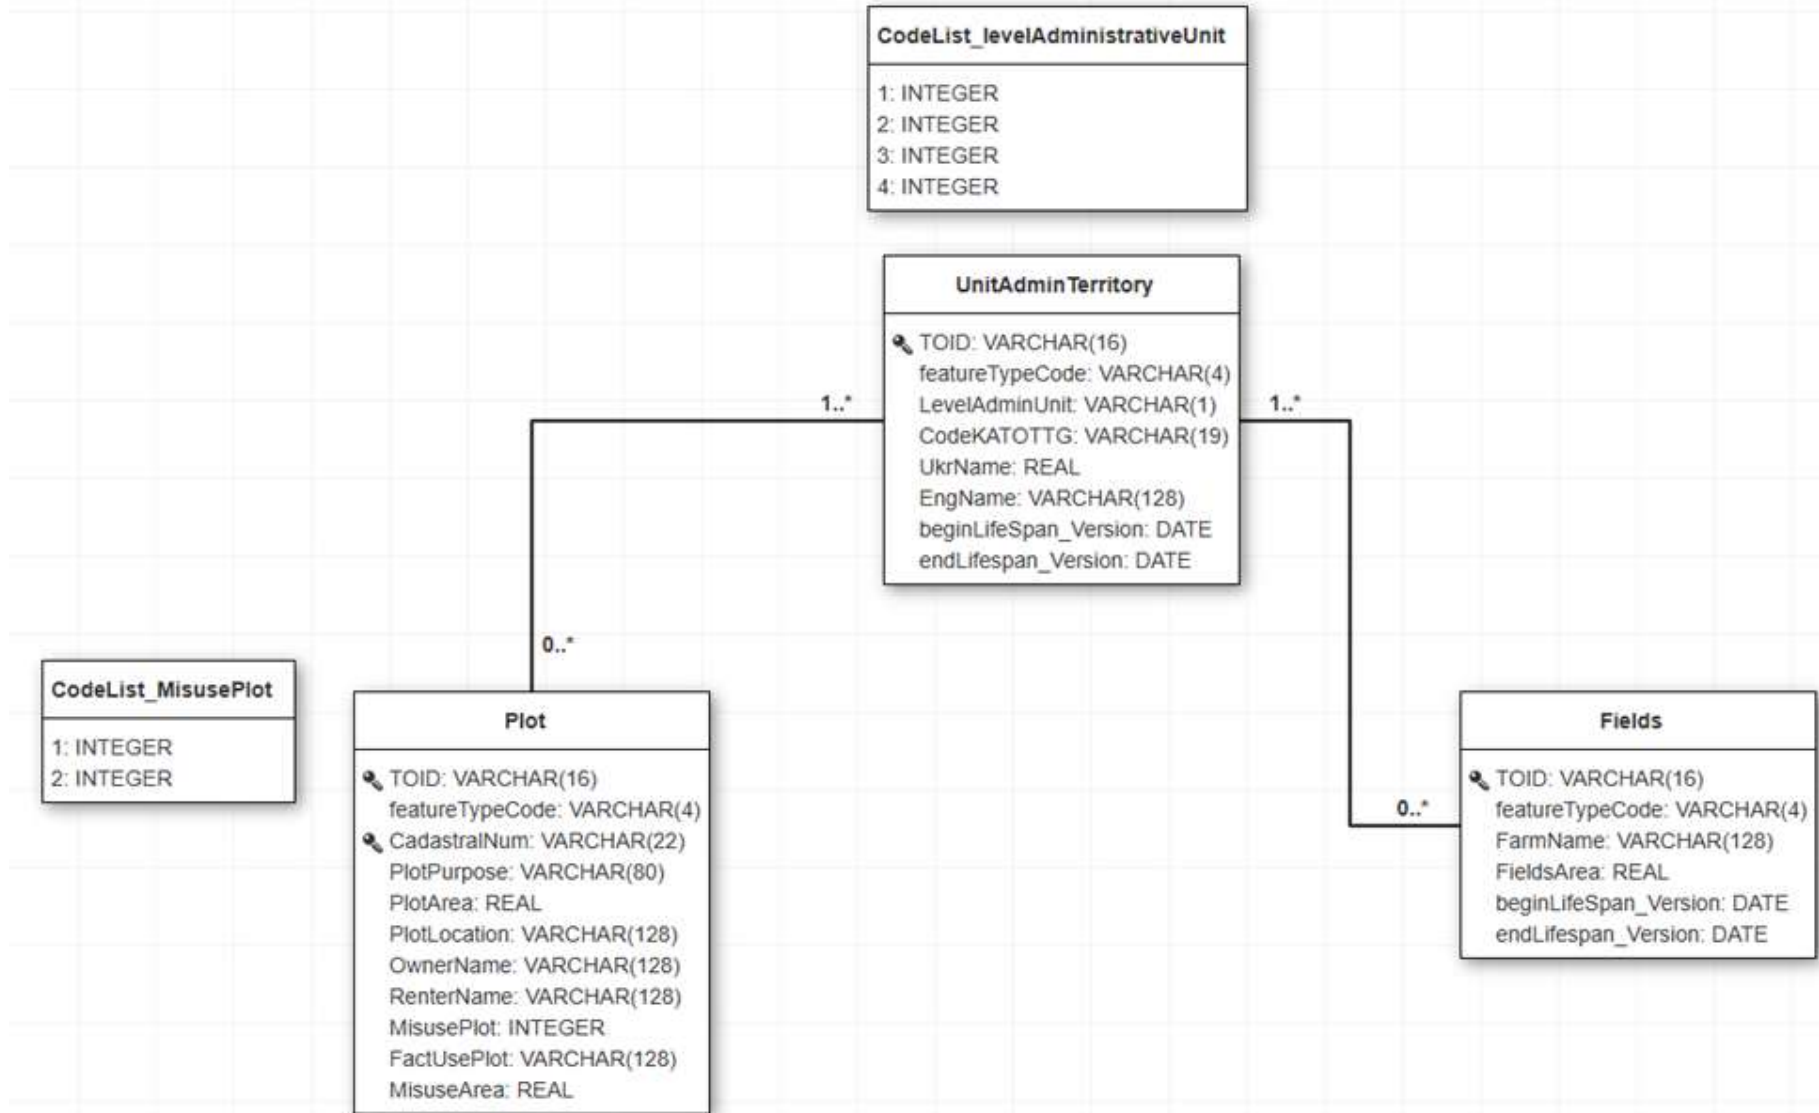 CodeList_levelAdministrativeUnit
1: INTEGER
2: INTEGER
3: INTEGER
4: INTEGER
UnitAdminTerritory
TOID: VARCHAR(16)
featureTypeCode: VARCHAR(4)
LevelAdminUnit: VARCHAR(1)
CodeKATOTTG: VARCHAR(19)
UkrName: REAL
EngName: VARCHAR(128)
beginLifeSpan_Version: DATE
endLifespan_Version: DATE
1..*
1..*
0..*
0..*
CodeList_MisusePlot
1: INTEGER
2: INTEGER
Plot
TOID: VARCHAR(16)
featureTypeCode: VARCHAR(4)
CadastralNum: VARCHAR(22)
PlotPurpose: VARCHAR(80)
PlotArea: REAL
PlotLocation: VARCHAR(128)
OwnerName: VARCHAR(128)
RenterName: VARCHAR(128)
MisusePlot: INTEGER
FactUsePlot: VARCHAR(128)
MisuseArea: REAL
Fields
TOID: VARCHAR(16)
featureTypeCode: VARCHAR(4)
FarmName: VARCHAR(128)
FieldsArea: REAL
beginLifeSpan_Version: DATE
endLifespan_Version: DATE